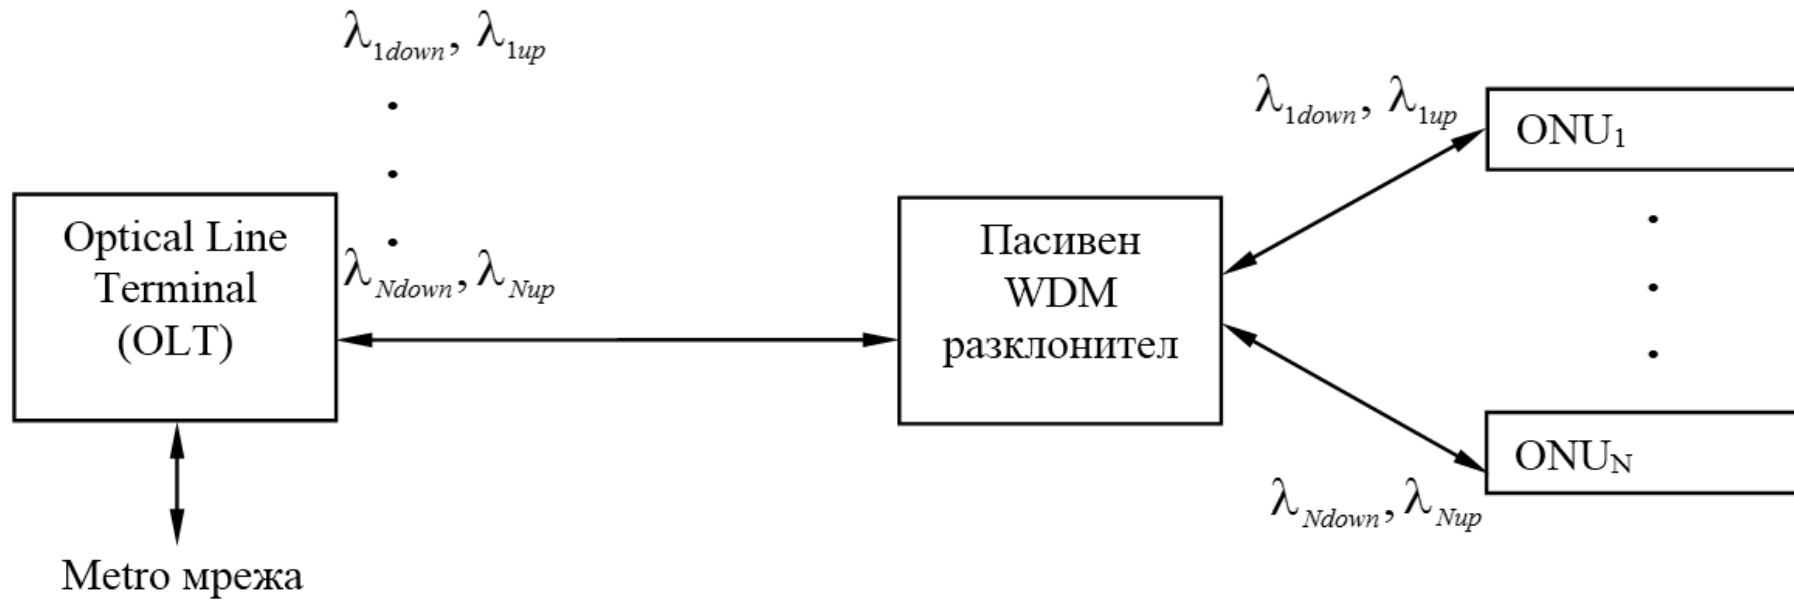 λ1down, λ1up
λNdown, λNup
Optical Line
Terminal
(OLT)
Metro мрежа
Пасивен
WDM
разклонител
λ1down, λ1up
ONU1
ONUN
λNdown, λNup